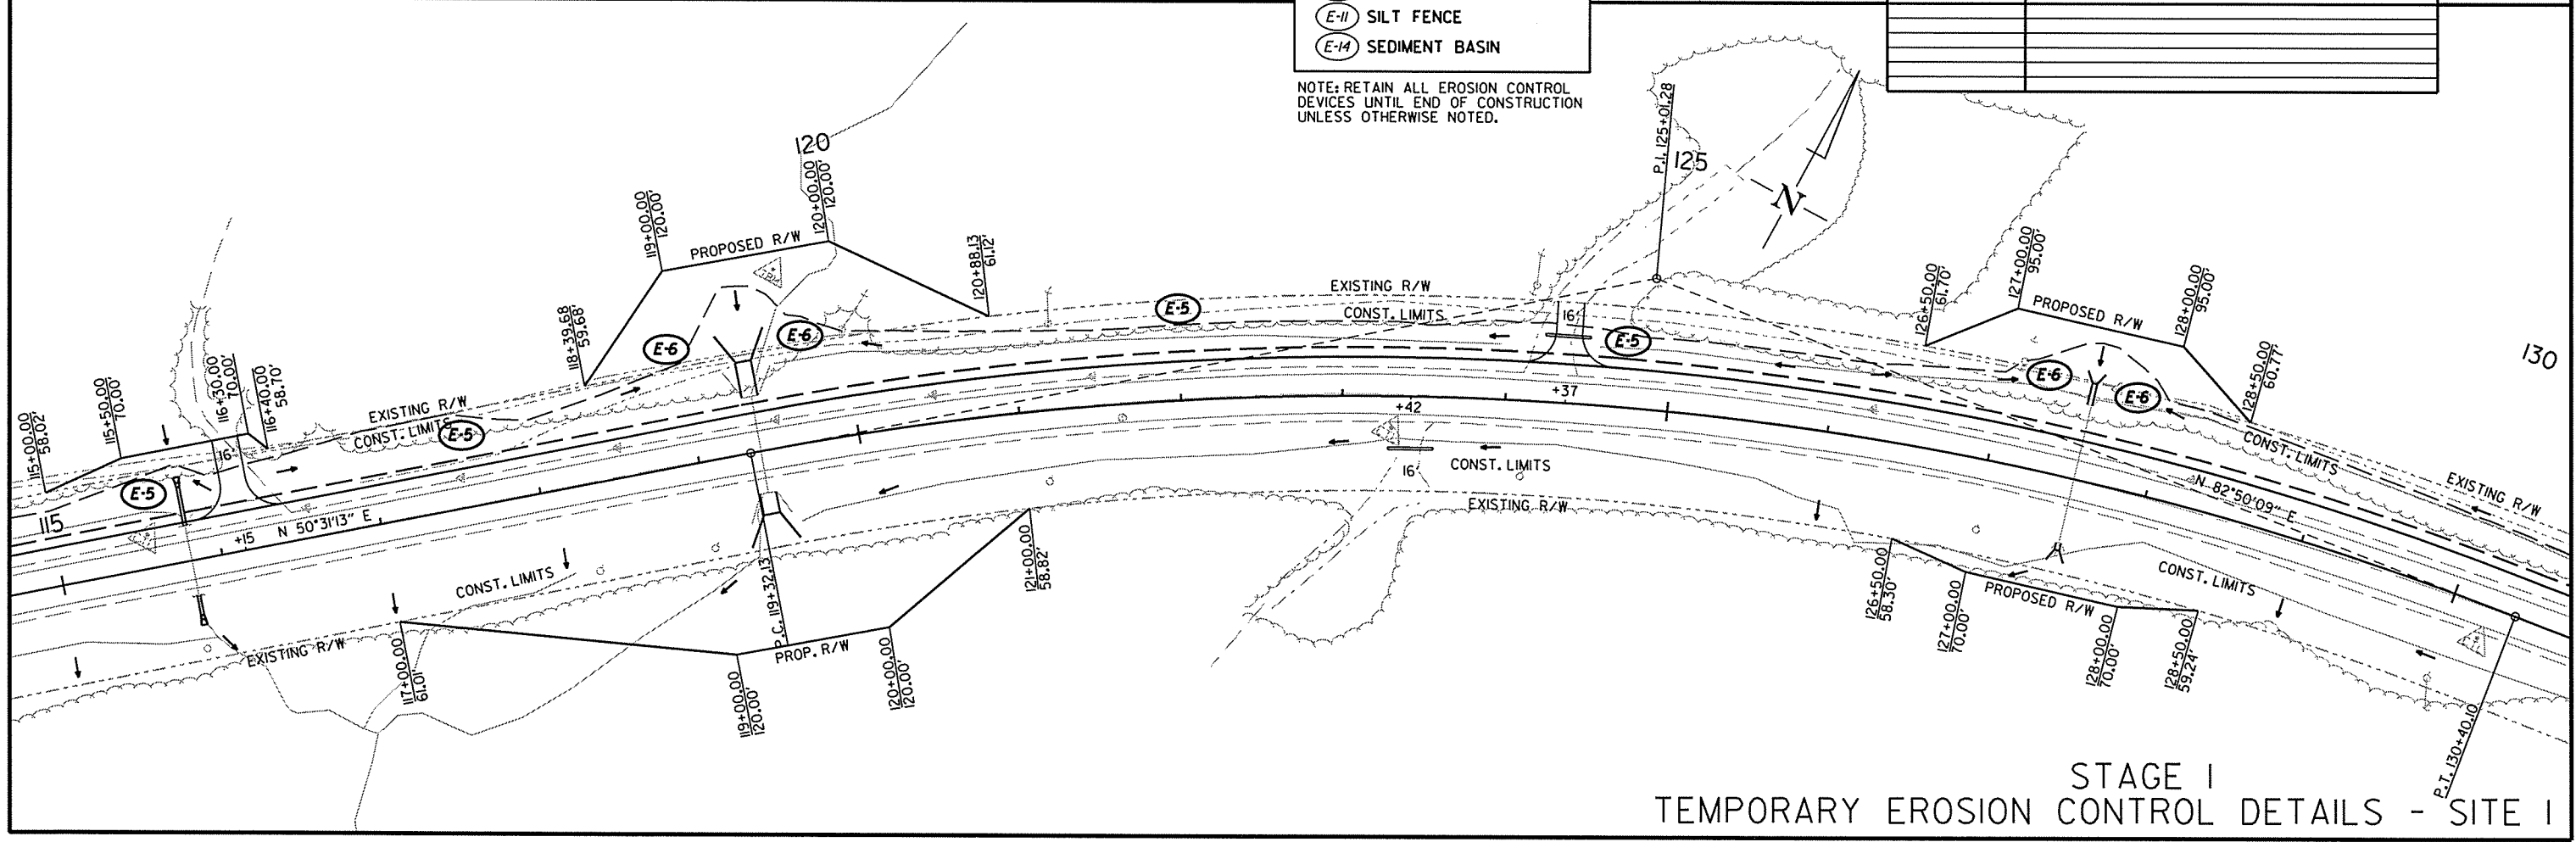 E-11 SILT FENCE
E-14 SEDIMENT BASIN
NOTE: RETAIN ALL EROSION CONTROL
DEVICES UNTIL END OF CONSTRUCTION
UNLESS OTHERWISE NOTED.
120
119+00.00
120.00'
120+00.00
120.00'
PROPOSED R/W
118+39.68
59.68'
120+88.13
61.12'
E-6
E-6
E-5
EXISTING R/W
CONST. LIMITS
16'
E-5
P.I. 125+01.28
125
N
126+50.00
61.70'
127+00.00
95.00'
PROPOSED R/W
128+00.00
95.00'
128+50.00
60.77'
E-6
E-6
130
CONST. LIMITS
EXISTING R/W
N 82°50'09" E
115+00.00
58.02'
115+50.00
70.00'
116+30.00
70.00'
116+40.00
58.70'
16'
EXISTING R/W
CONST. LIMITS
E-5
E-5
115
+15
N 50°31'13" E
+42
+37
16'
CONST. LIMITS
EXISTING R/W
CONST. LIMITS
EXISTING R/W
117+00.00
61.01'
P.C. 119+32.13
119+00.00
120.00'
PROP. R/W
120+00.00
120.00'
121+00.00
58.82'
126+50.00
58.30'
127+00.00
70.00'
PROPOSED R/W
128+00.00
70.00'
128+50.00
59.24'
CONST. LIMITS
P.T. 130+40.10
STAGE 1
TEMPORARY EROSION CONTROL DETAILS - SITE 1